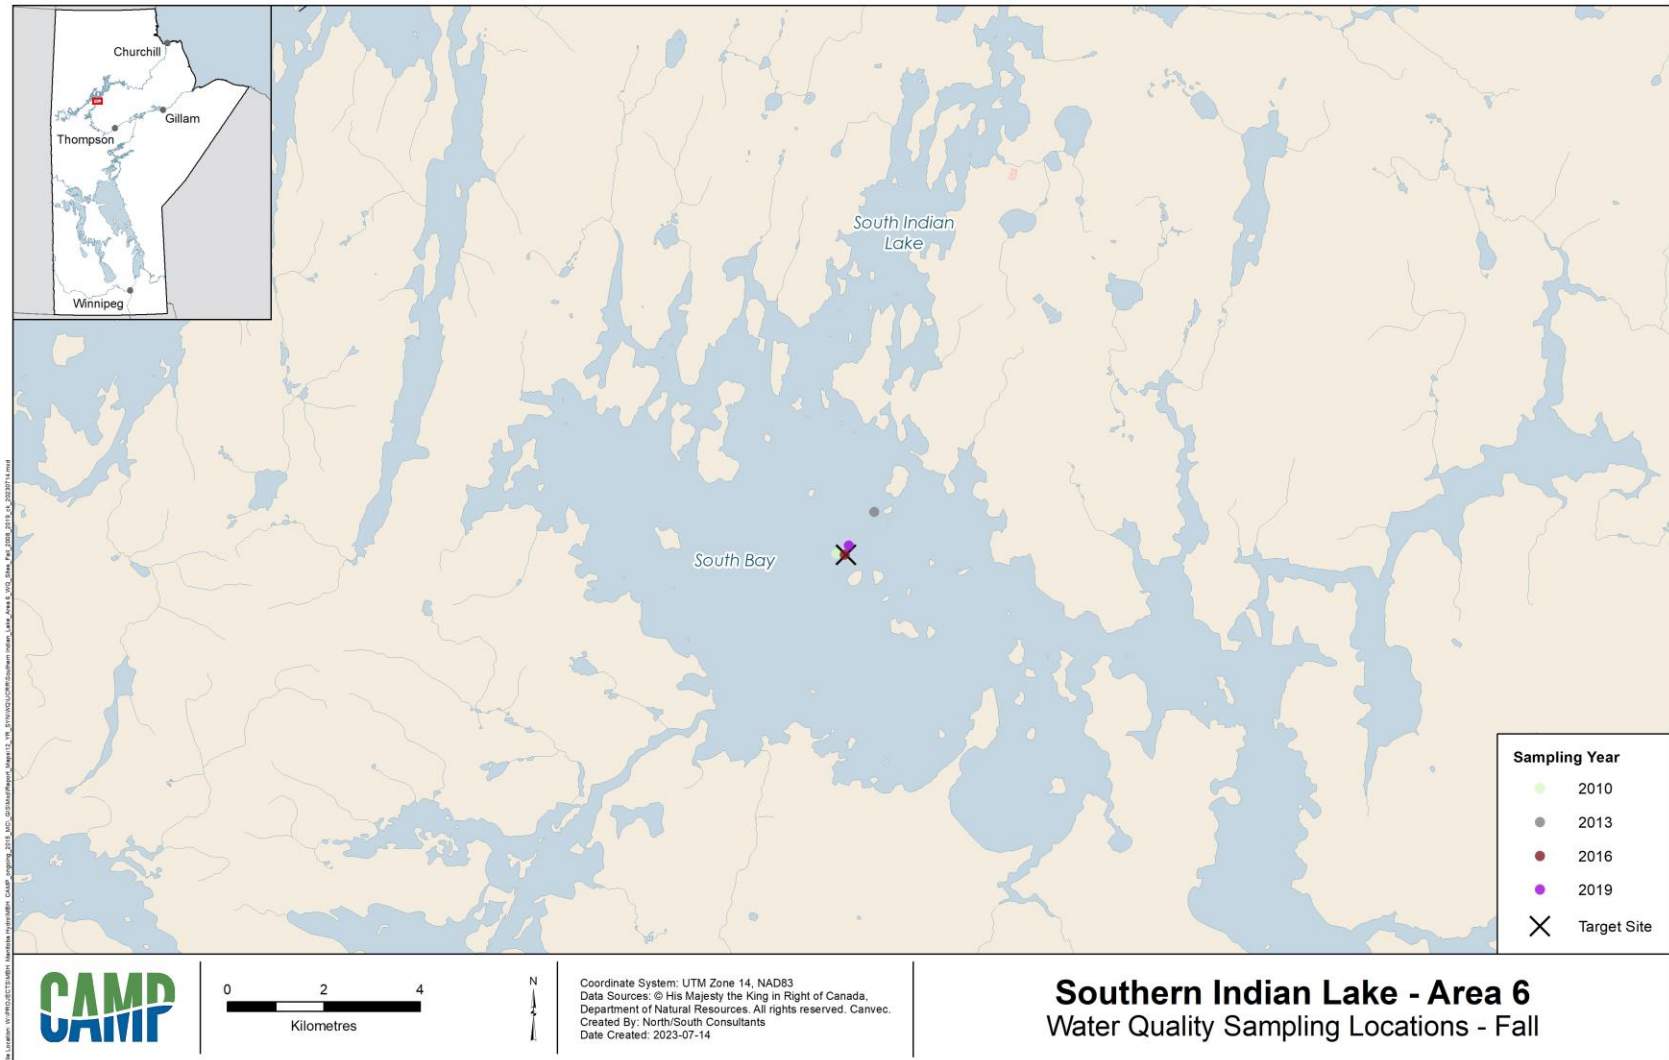 Churchill
Gillam
Thompson
Winnipeg
South Indian
Lake
South Bay
Sampling Year
2010
2013
2016
2019
Target Site
CAMP
0 2 4
Kilometres
N
Coordinate System: UTM Zone 14, NAD83
Data Sources: © His Majesty the King in Right of Canada,
Department of Natural Resources. All rights reserved. Canvec.
Created By: North/South Consultants
Date Created: 2023-07-14
Southern Indian Lake - Area 6
Water Quality Sampling Locations - Fall